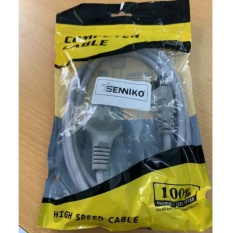 COMPUTER
CABLE
SENNIKO
100%
HIGH SPEED CABLE